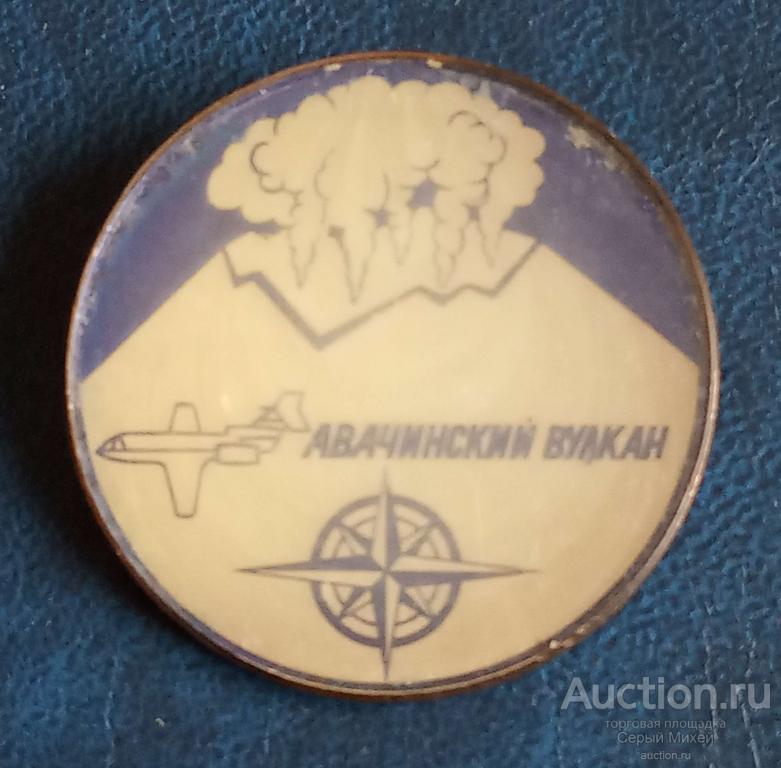 АВАЧИНСКИЙ ВУЛКАН
Auction.ru
торговая площадка
Серый Михей
auction.ru